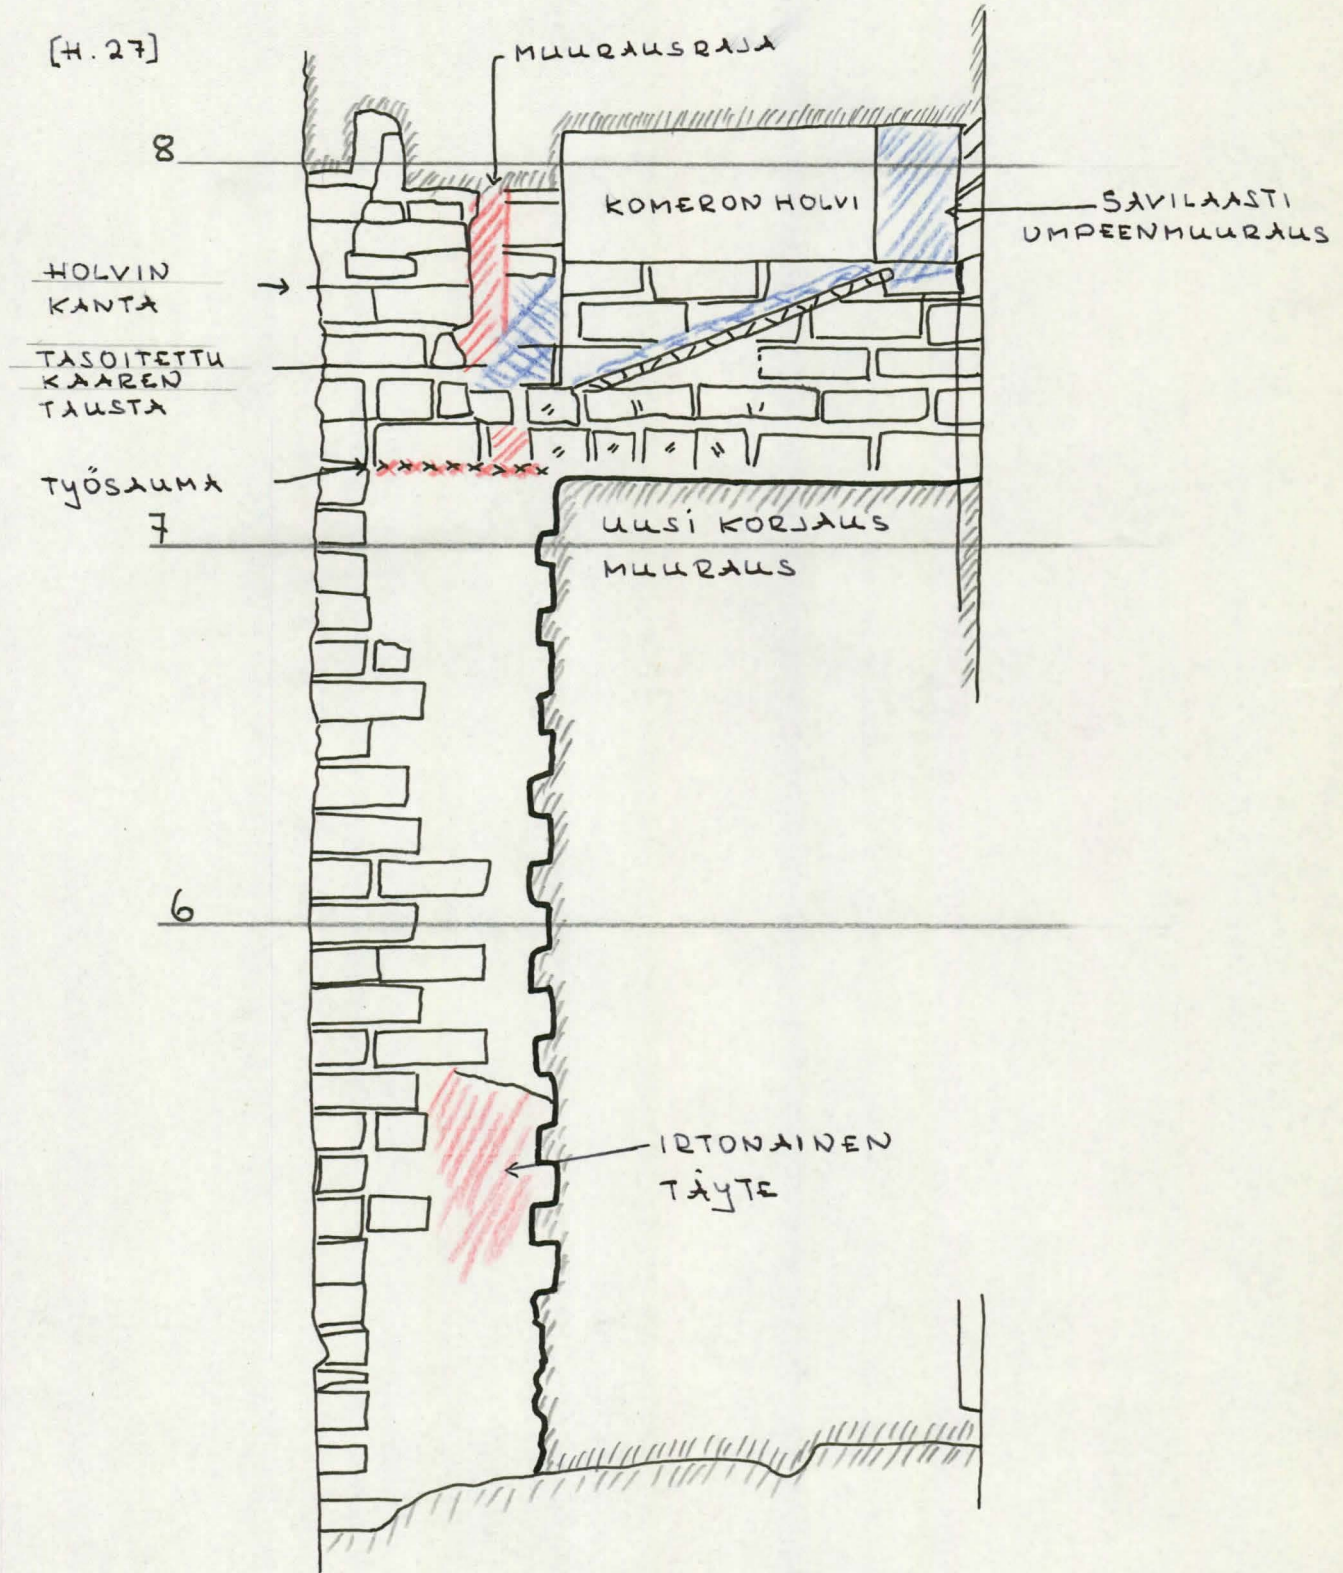 [H.27]
MUURAUSRAJA
8
KOMERON HOLVI
SAVILAASTI
UMPEENMUURAUS
HOLVIN
KANTA
TASOITETTU
KAAREN
TAUSTA
TYÖSAUMA
7
UUSI KORJAUS
MUURAUS
6
IRTONAINEN
TÄYTE